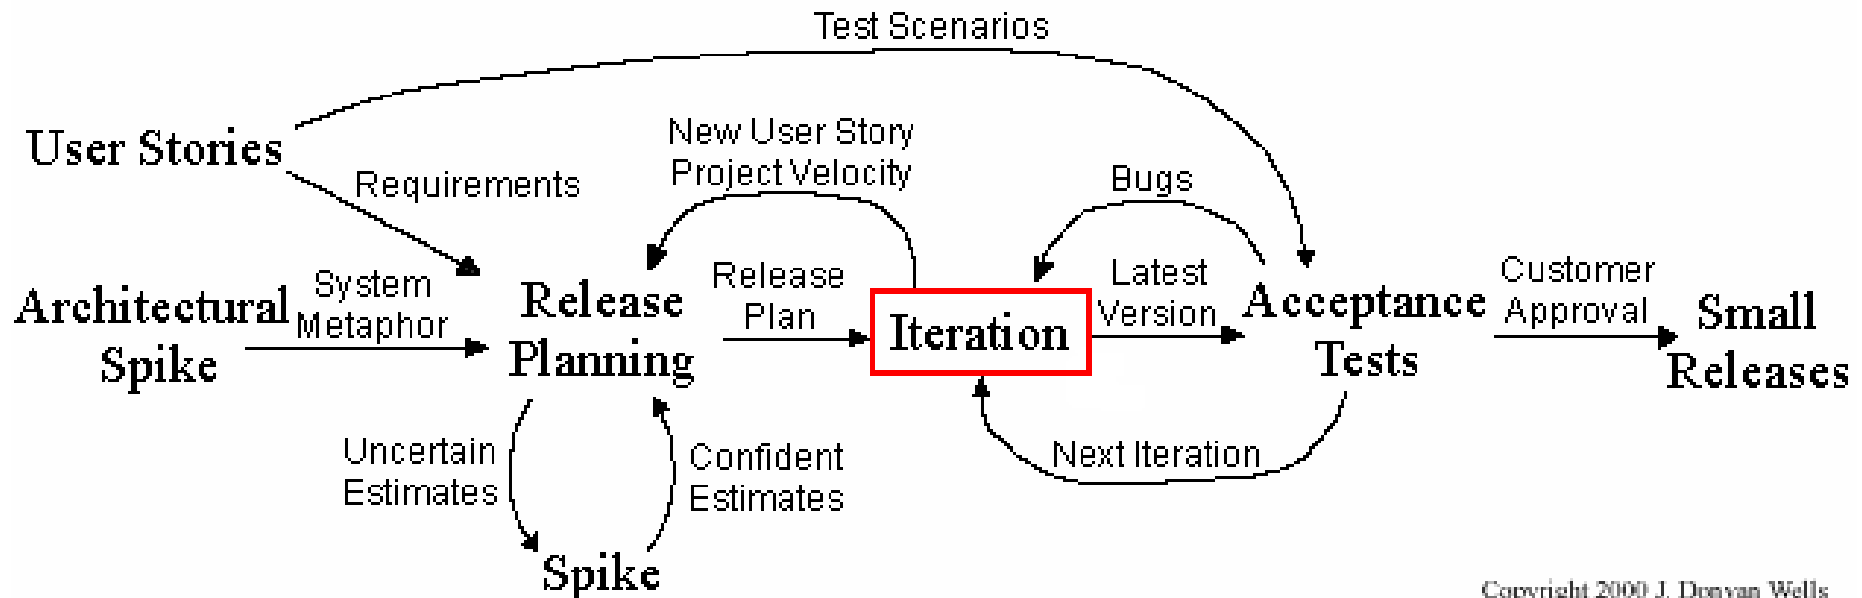 Test Scenarios
User Stories
New User Story
Project Velocity
Requirements
Bugs
System
Metaphor
Architectural
Spike
Release
Planning
Release
Plan
Iteration
Latest
Version
Acceptance
Tests
Customer
Approval
Small
Releases
Uncertain
Estimates
Confident
Estimates
Next Iteration
Spike
Copyright 2000 J. Donvan Wells